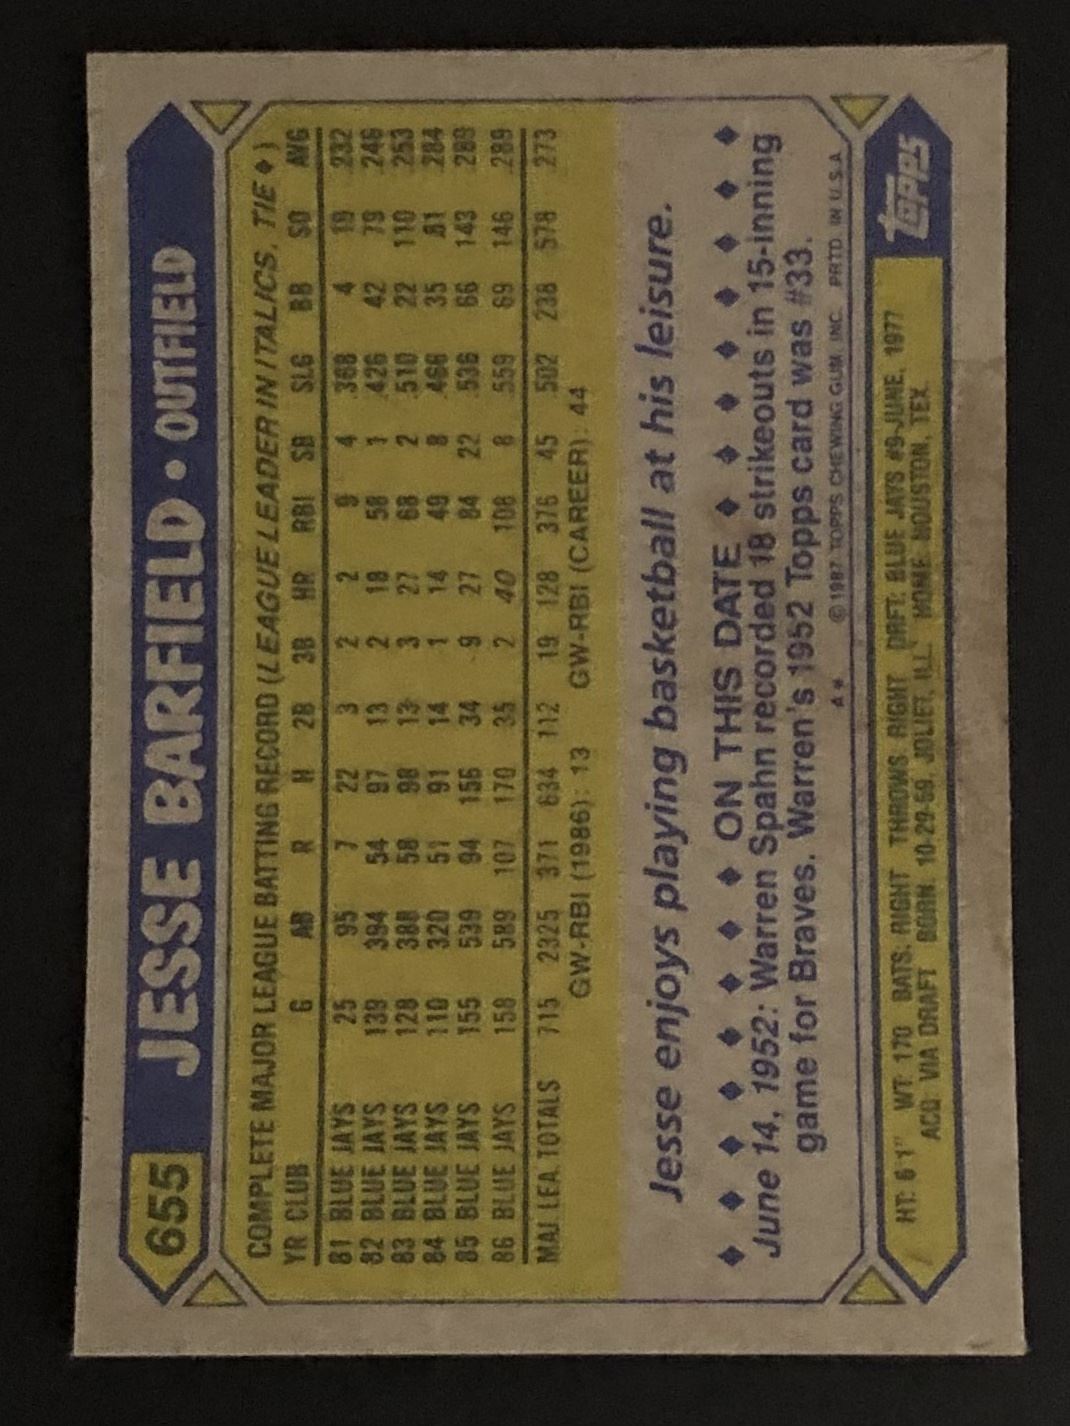 655 JESSE BARFIELD • OUTFIELD
COMPLETE MAJOR LEAGUE BATTING RECORD (LEAGUE LEADER IN ITALICS, TIE ♦)
YR CLUB G AB R H 2B 3B HR RBI SB SLG BB SO AVG
81 BLUE JAYS 25 95 7 22 3 2 2 9 4 .368 4 19 .232
82 BLUE JAYS 139 394 54 97 13 2 18 58 1 .426 42 79 .246
83 BLUE JAYS 128 388 58 98 13 3 27 68 2 .510 22 110 .253
84 BLUE JAYS 110 320 51 91 14 1 14 49 8 .466 35 81 .284
85 BLUE JAYS 155 539 94 156 34 9 27 84 22 .536 66 143 .289
86 BLUE JAYS 158 589 107 170 35 2 40 108 8 .559 69 146 .289
MAJ. LEA. TOTALS 715 2325 371 634 112 19 128 376 45 .502 238 578 .273
GW-RBI (1986): 13 GW-RBI (CAREER): 44
Jesse enjoys playing basketball at his leisure.
♦ ♦ ♦ ♦ ♦ ♦ ♦ ♦ ON THIS DATE ♦ ♦ ♦ ♦ ♦ ♦ ♦ ♦
June 14, 1952: Warren Spahn recorded 18 strikeouts in 15-inning
game for Braves. Warren's 1952 Topps card was #33.
A* ©1987 TOPPS CHEWING GUM, INC. PRTD. IN U.S.A.
HT: 6'1" WT: 170 BATS: RIGHT THROWS: RIGHT DRFT: BLUE JAYS #9-JUNE, 1977
ACQ: VIA DRAFT BORN: 10-29-59, JOLIET, ILL. HOME: HOUSTON, TEX.
TOPPS